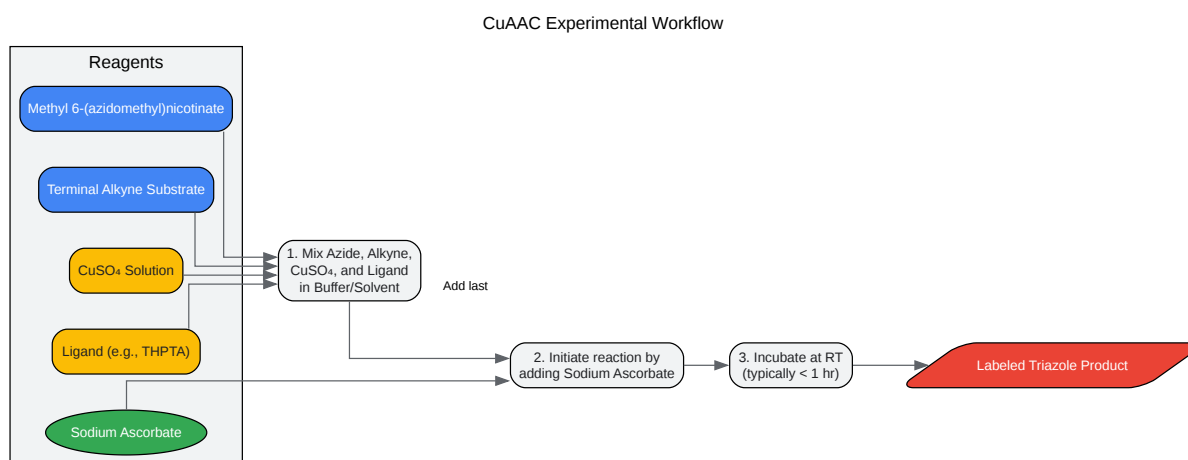 CuAAC Experimental Workflow
Reagents
Methyl 6-(azidomethyl)nicotinate
Terminal Alkyne Substrate
CuSO₄ Solution
Ligand (e.g., THPTA)
Sodium Ascorbate
1. Mix Azide, Alkyne,
CuSO₄, and Ligand
in Buffer/Solvent
Add last
2. Initiate reaction by
adding Sodium Ascorbate
3. Incubate at RT
(typically < 1 hr)
Labeled Triazole Product